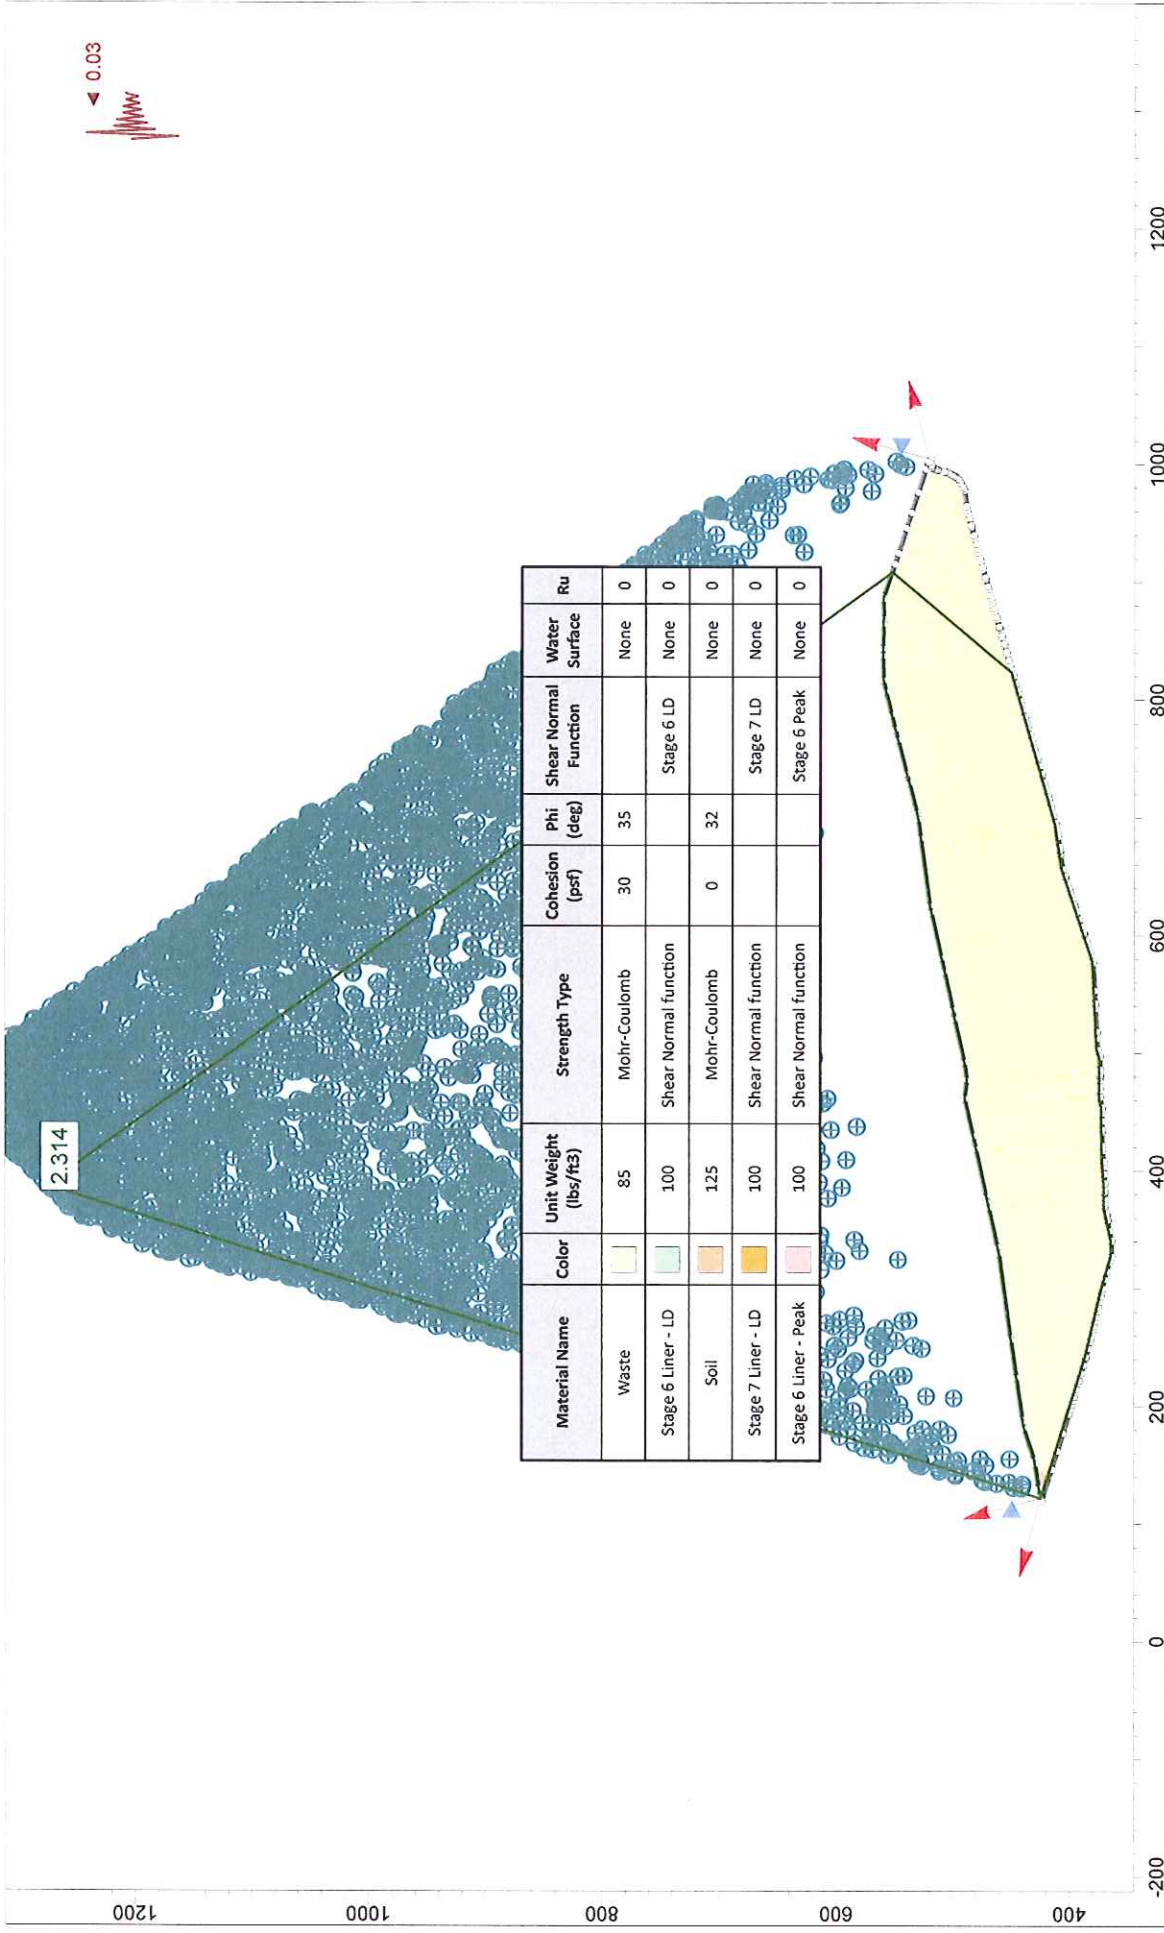 ◄ 0.03
2.314
Material Name Color Unit Weight (lbs/ft3) Strength Type Cohesion (psf) Phi (deg) Shear Normal Function Water Surface Ru
Waste 85 Mohr-Coulomb 30 35 None 0
Stage 6 Liner - LD 100 Shear Normal function Stage 6 LD None 0
Soil 125 Mohr-Coulomb 0 32 None 0
Stage 7 Liner - LD 100 Shear Normal function Stage 7 LD None 0
Stage 6 Liner - Peak 100 Shear Normal function Stage 6 Peak None 0
1200
1000
800
600
400
-200 0 200 400 600 800 1000 1200